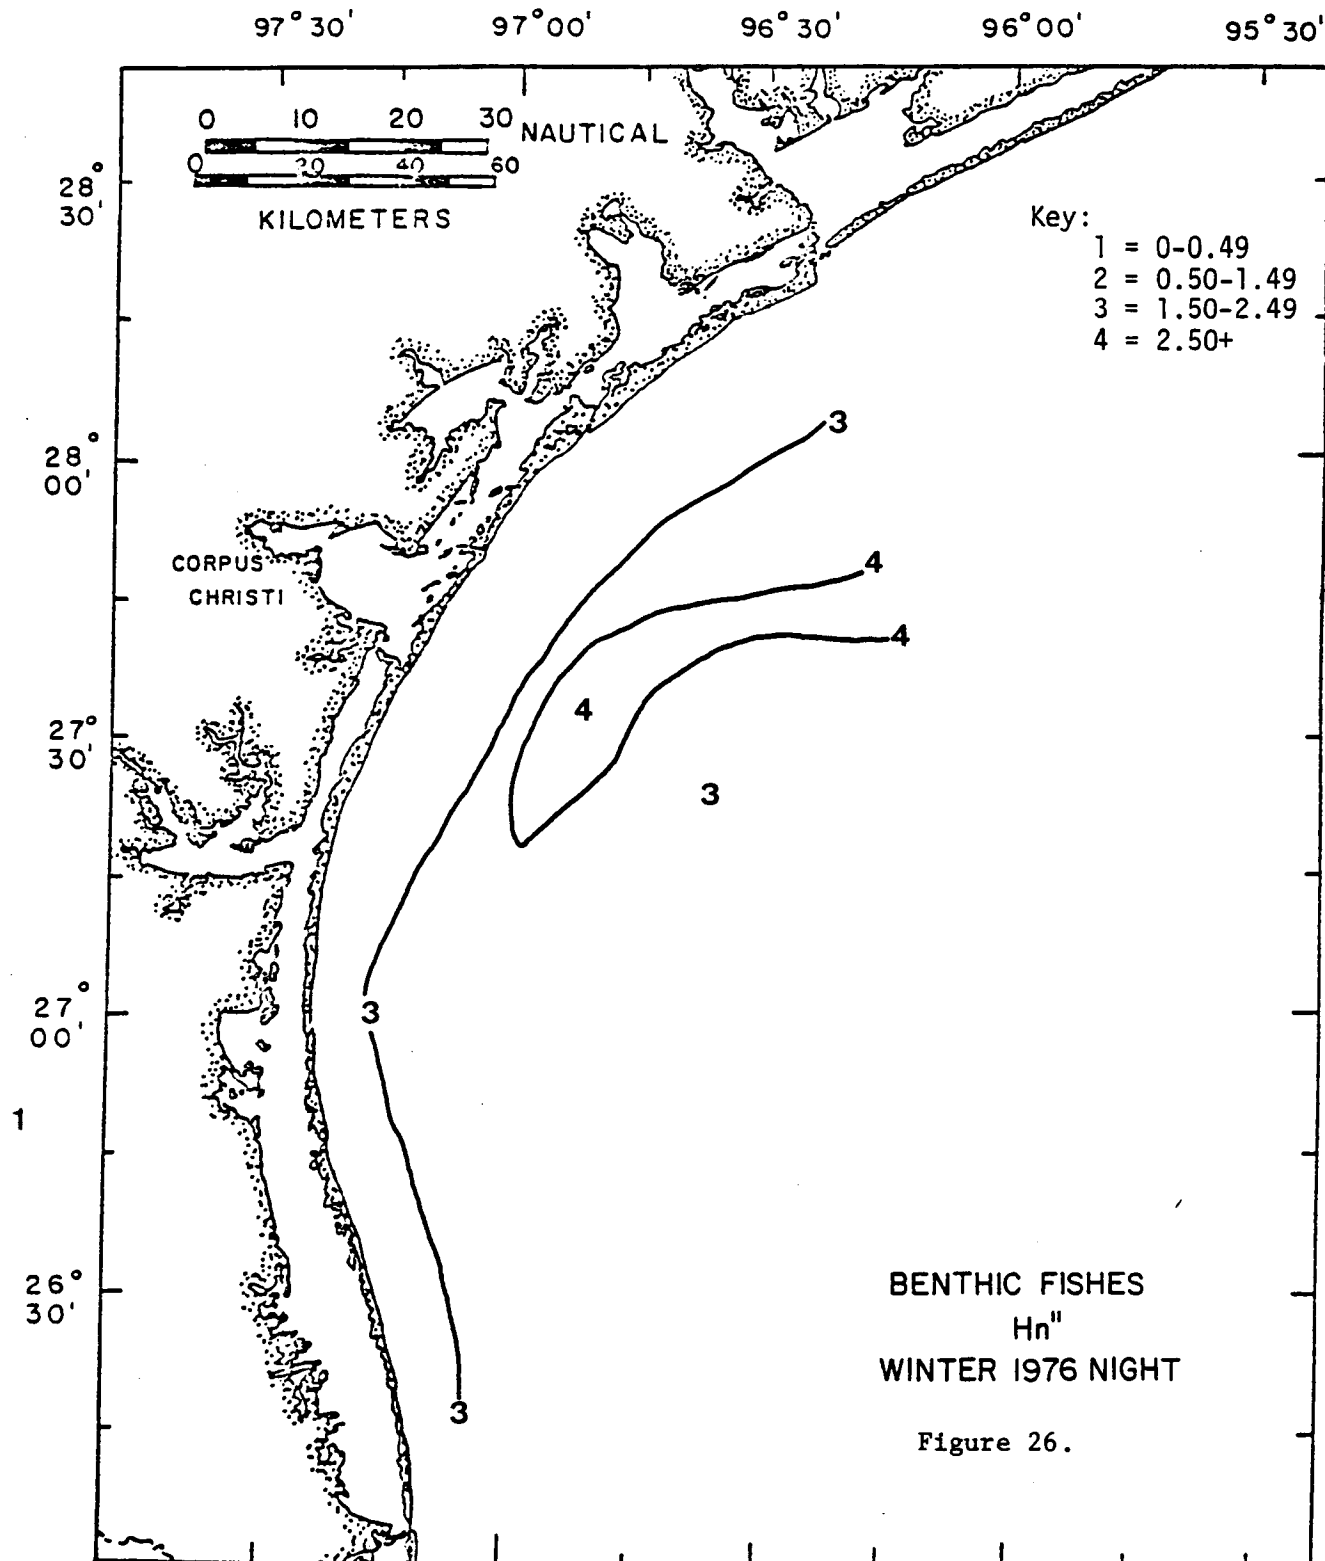 97°30' 97°00' 96°30' 96°00' 95°30'
0 10 20 30 NAUTICAL
0 20 40 60
KILOMETERS
28°
30'
Key:
1 = 0-0.49
2 = 0.50-1.49
3 = 1.50-2.49
4 = 2.50+
3
28°
00'
4
CORPUS
CHRISTI
4
4
27°
30'
3
27°
00'
3
1
26°
30'
BENTHIC FISHES
Hn"
WINTER 1976 NIGHT
3
Figure 26.